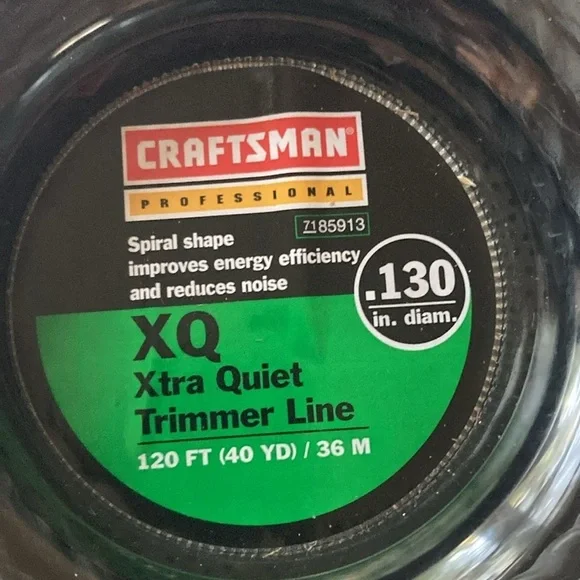 CRAFTSMAN®
PROFESSIONAL
7185913
Spiral shape
improves energy efficiency
and reduces noise
.130
in. diam.
XQ
Xtra Quiet
Trimmer Line
120 FT (40 YD) / 36 M